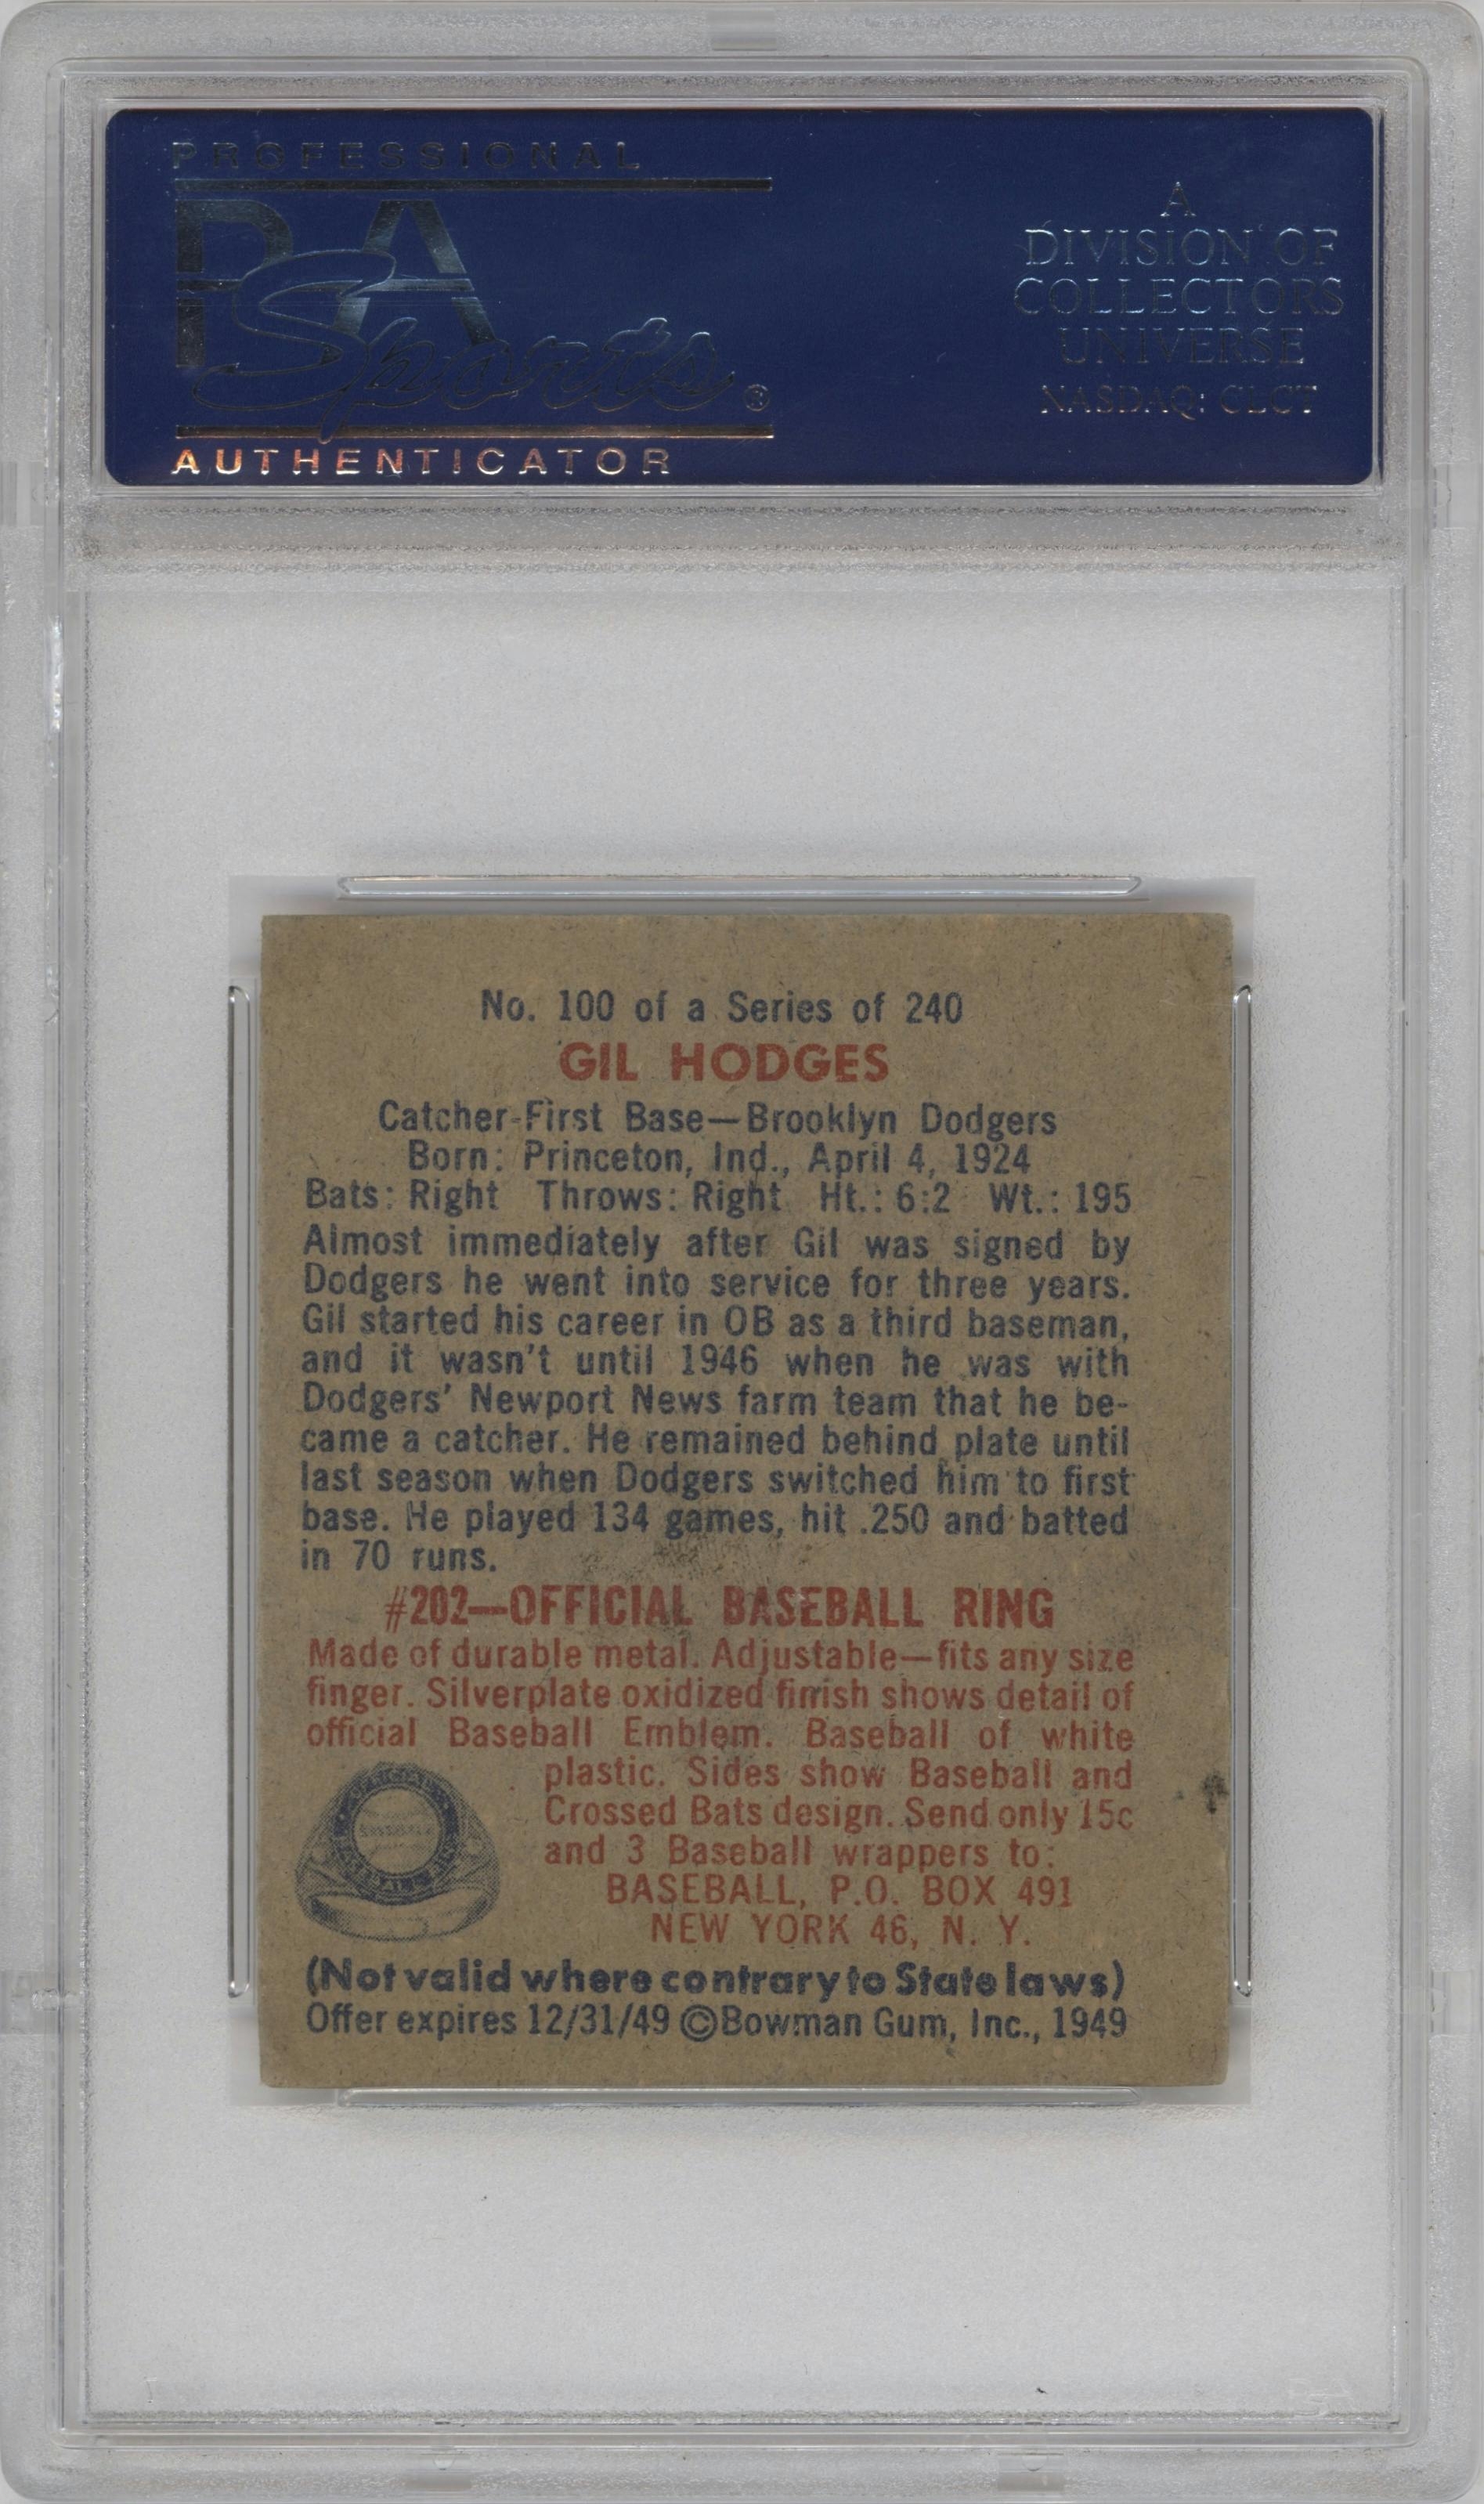 PROFESSIONAL
PSA
Sports®
AUTHENTICATOR
A
DIVISION OF
COLLECTORS
UNIVERSE
NASDAQ: CLCT
No. 100 of a Series of 240
GIL HODGES
Catcher-First Base—Brooklyn Dodgers
Born: Princeton, Ind., April 4, 1924
Bats: Right Throws: Right Ht.: 6:2 Wt.: 195
Almost immediately after Gil was signed by
Dodgers he went into service for three years.
Gil started his career in OB as a third baseman,
and it wasn't until 1946 when he was with
Dodgers' Newport News farm team that he be-
came a catcher. He remained behind plate until
last season when Dodgers switched him to first
base. He played 134 games, hit .250 and batted
in 70 runs.
#202—OFFICIAL BASEBALL RING
Made of durable metal. Adjustable—fits any size
finger. Silverplate oxidized finish shows detail of
official Baseball Emblem. Baseball of white
plastic. Sides show Baseball and
Crossed Bats design. Send only 15c
and 3 Baseball wrappers to:
BASEBALL, P.O. BOX 491
NEW YORK 46, N. Y.
(Not valid where contrary to State laws)
Offer expires 12/31/49 ©Bowman Gum, Inc., 1949